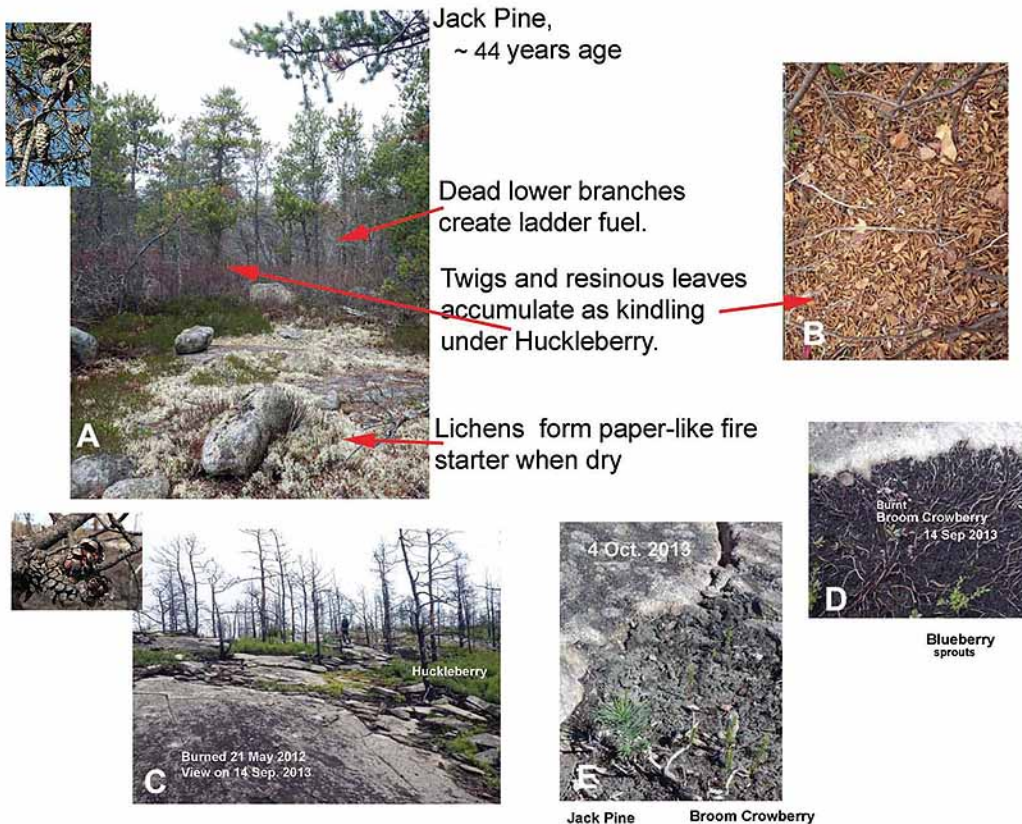 Jack Pine,
~ 44 years age
Dead lower branches
create ladder fuel.
Twigs and resinous leaves
accumulate as kindling
under Huckleberry.
B
A
Lichens form paper-like fire
starter when dry
Burnt
Broom Crowberry
14 Sep 2013
D
Blueberry
sprouts
Huckleberry
Burned 21 May 2012
View on 14 Sep. 2013
C
4 Oct. 2013
E
Jack Pine
Broom Crowberry